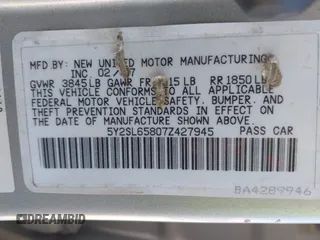 MFD.BY: NEW UNITED MOTOR MANUFACTURING
INC. 02/07
GVWR 3845LB GAWR FR 15LB RR1850LB
THIS VEHICLE CONFORMS TO ALL APPLICABLE
FEDERAL MOTOR VEHICLE SAFETY, BUMPER, AND
THEFT PREVENTION STANDARDS IN EFFECT ON
THE DATE OF MANUFACTURE SHOWN ABOVE.
5Y2SL65807Z427945 PASS CAR
BA4289946
DREAMBID